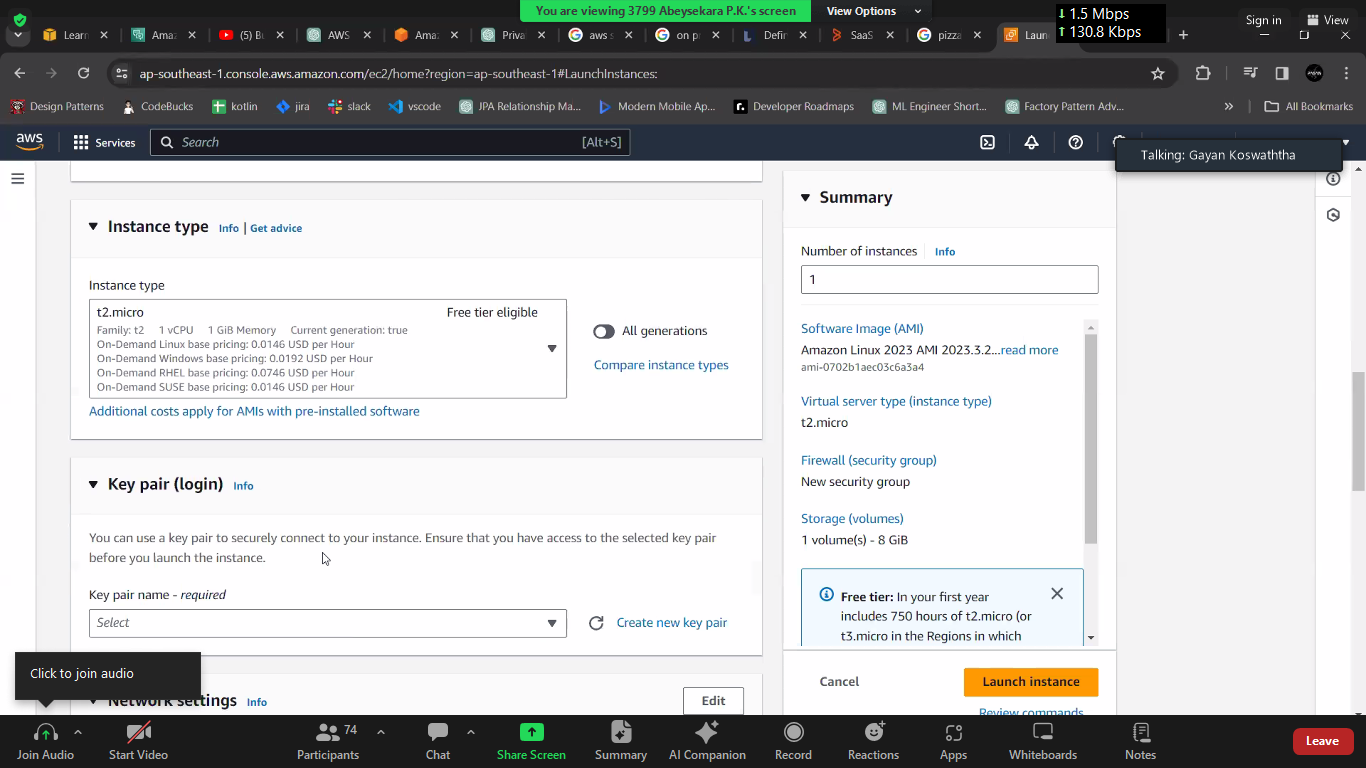 You are viewing 3799 Abeysekara P.K.'s screen
View Options
↓ 1.5 Mbps
↑ 130.8 Kbps
Sign in
View
Learn
Amaz
(5) B
AWS
Amaz
Priva
aws s
on pr
Defin
SaaS
pizza
Laun
ap-southeast-1.console.aws.amazon.com/ec2/home?region=ap-southeast-1#LaunchInstances:
Design Patterns
CodeBucks
kotlin
jira
slack
vscode
JPA Relationship Ma...
Modern Mobile Ap...
Developer Roadmaps
ML Engineer Short...
Factory Pattern Adv...
»
All Bookmarks
aws
Services
Search
[Alt+S]
Talking: Gayan Koswaththa
Instance type
Info | Get advice
Instance type
t2.micro
Free tier eligible
Family: t2 1 vCPU 1 GiB Memory Current generation: true
On-Demand Linux base pricing: 0.0146 USD per Hour
On-Demand Windows base pricing: 0.0192 USD per Hour
On-Demand RHEL base pricing: 0.0746 USD per Hour
On-Demand SUSE base pricing: 0.0146 USD per Hour
All generations
Compare instance types
Additional costs apply for AMIs with pre-installed software
Key pair (login)
Info
You can use a key pair to securely connect to your instance. Ensure that you have access to the selected key pair
before you launch the instance.
Key pair name - required
Select
Create new key pair
Network settings
Info
Edit
Summary
Number of instances
Info
1
Software Image (AMI)
Amazon Linux 2023 AMI 2023.3.2...read more
ami-0702b1aec03c6a3a4
Virtual server type (instance type)
t2.micro
Firewall (security group)
New security group
Storage (volumes)
1 volume(s) - 8 GiB
Free tier: In your first year
includes 750 hours of t2.micro (or
t3.micro in the Regions in which
Cancel
Launch instance
Review commands
Click to join audio
Join Audio
Start Video
74
Participants
Chat
Share Screen
Summary
AI Companion
Record
Reactions
Apps
Whiteboards
Notes
Leave